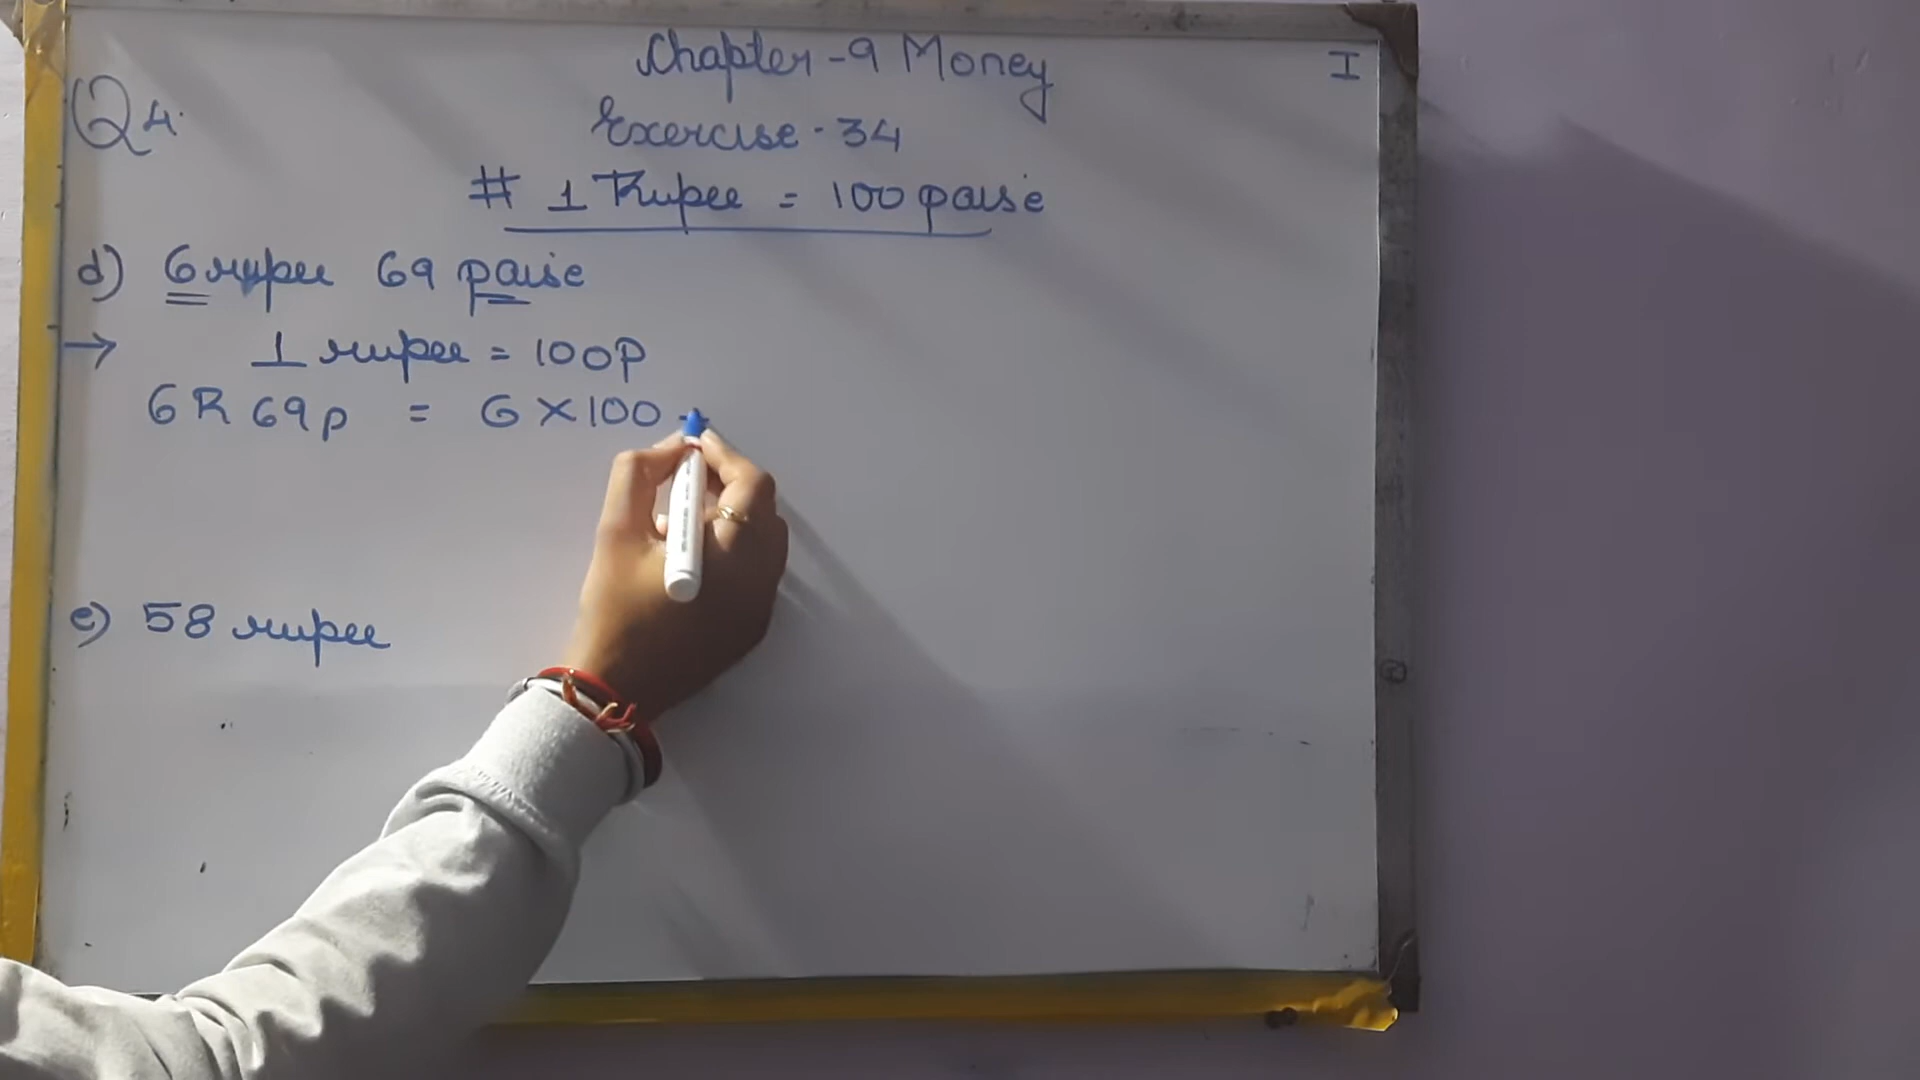 Chapter-9 Money
I
Q4.
Exercise-34
# 1 Rupee = 100 paise
d) 6 rupee 69 paise
→ 1 rupee = 100P
6R 69p = 6×100 +
e) 58 rupee